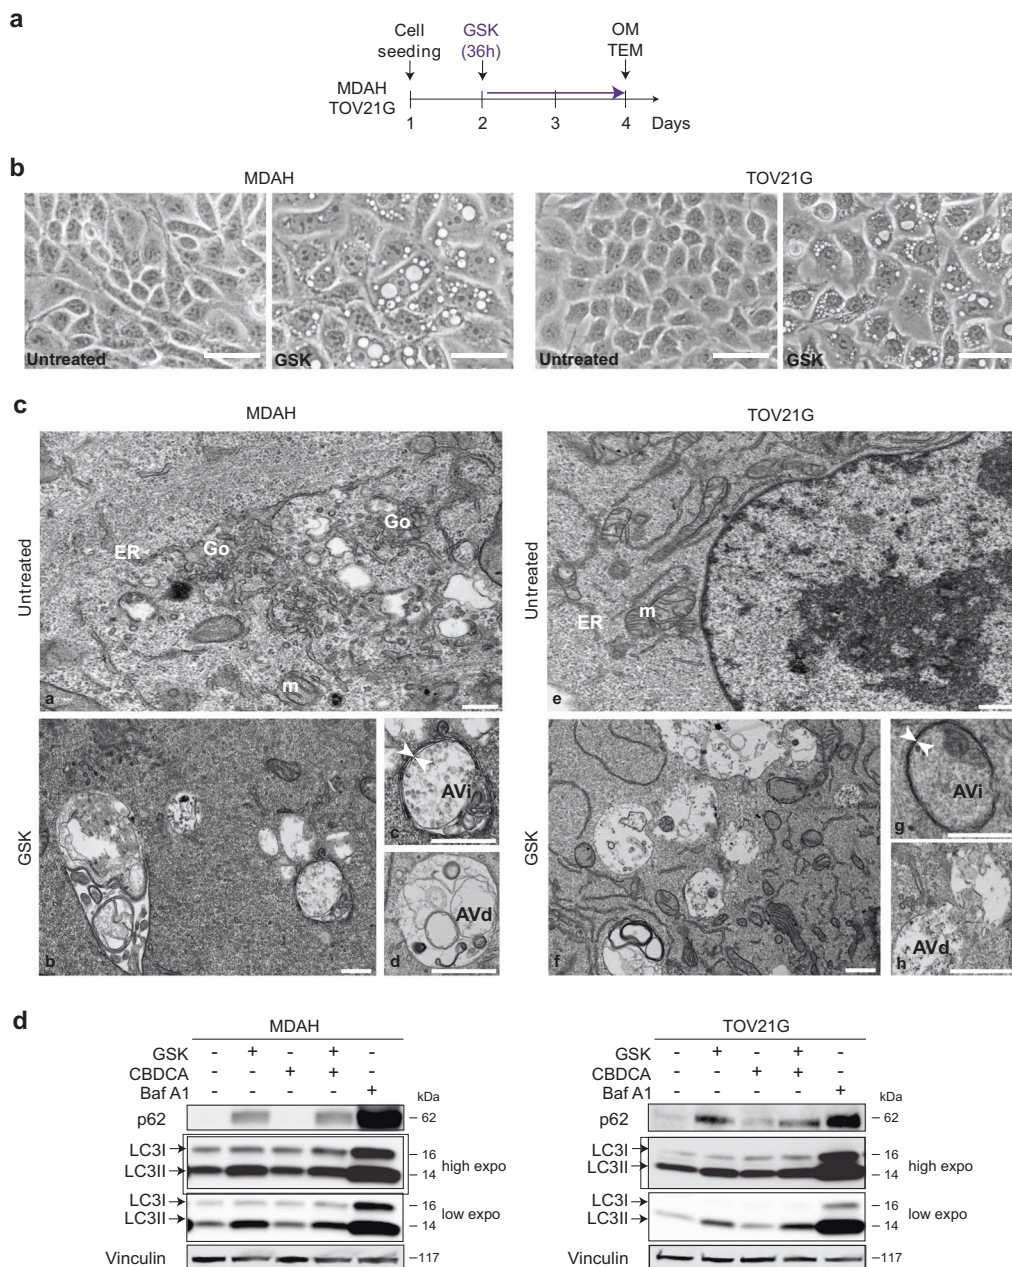 a
Cell
seeding
GSK
(36h)
OM
TEM
MDAH
TOV21G
1 2 3 4 Days
b
MDAH TOV21G
Untreated GSK Untreated GSK
c
MDAH TOV21G
Untreated
ER Go Go m a
Untreated
ER m e
GSK
b
AVi c
AVd d
GSK
f
AVi g
AVd h
d
MDAH
GSK - + - + -
CBDCA - - + + -
Baf A1 - - - - +
kDa
p62 – 62
LC3I – 16
LC3II – 14
high expo
LC3I – 16
LC3II – 14
low expo
Vinculin –117
TOV21G
GSK - + - + -
CBDCA - - + + -
Baf A1 - - - - +
kDa
p62 – 62
LC3I – 16
LC3II – 14
high expo
LC3I – 16
LC3II – 14
low expo
Vinculin –117